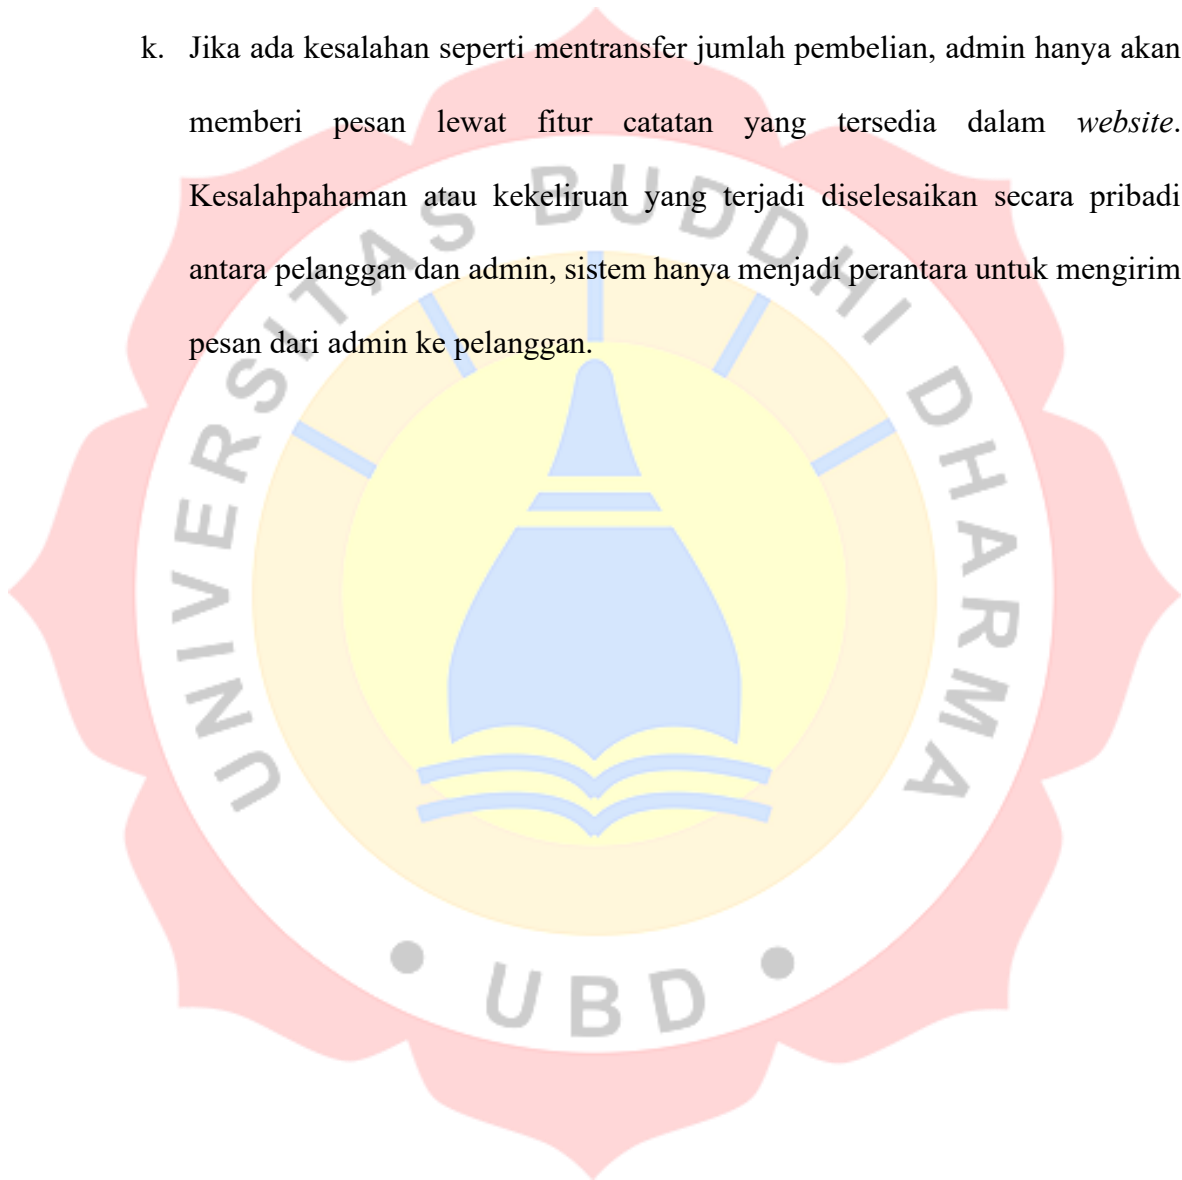 k. Jika ada kesalahan seperti mentransfer jumlah pembelian, admin hanya akan
memberi pesan lewat fitur catatan yang tersedia dalam website.
Kesalahpahaman atau kekeliruan yang terjadi diselesaikan secara pribadi
antara pelanggan dan admin, sistem hanya menjadi perantara untuk mengirim
pesan dari admin ke pelanggan.
UNIVERSITAS BUDDHI DHARMA
• UBD •